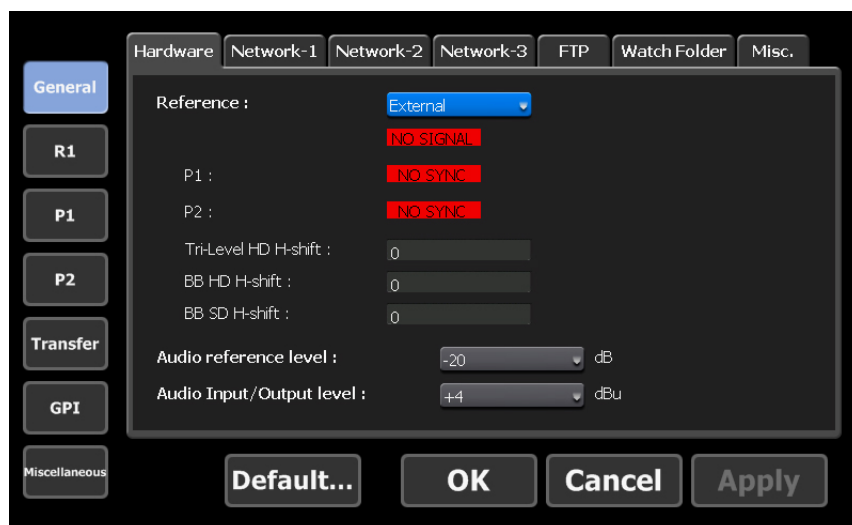 Hardware Network-1 Network-2 Network-3 FTP Watch Folder Misc.
General
Reference : External
NO SIGNAL
R1
P1 : NO SYNC
P1
P2 : NO SYNC
Tri-Level HD H-shift : 0
P2
BB HD H-shift : 0
BB SD H-shift : 0
Transfer
Audio reference level : -20 dB
Audio Input/Output level : +4 dBu
GPI
Miscellaneous
Default... OK Cancel Apply